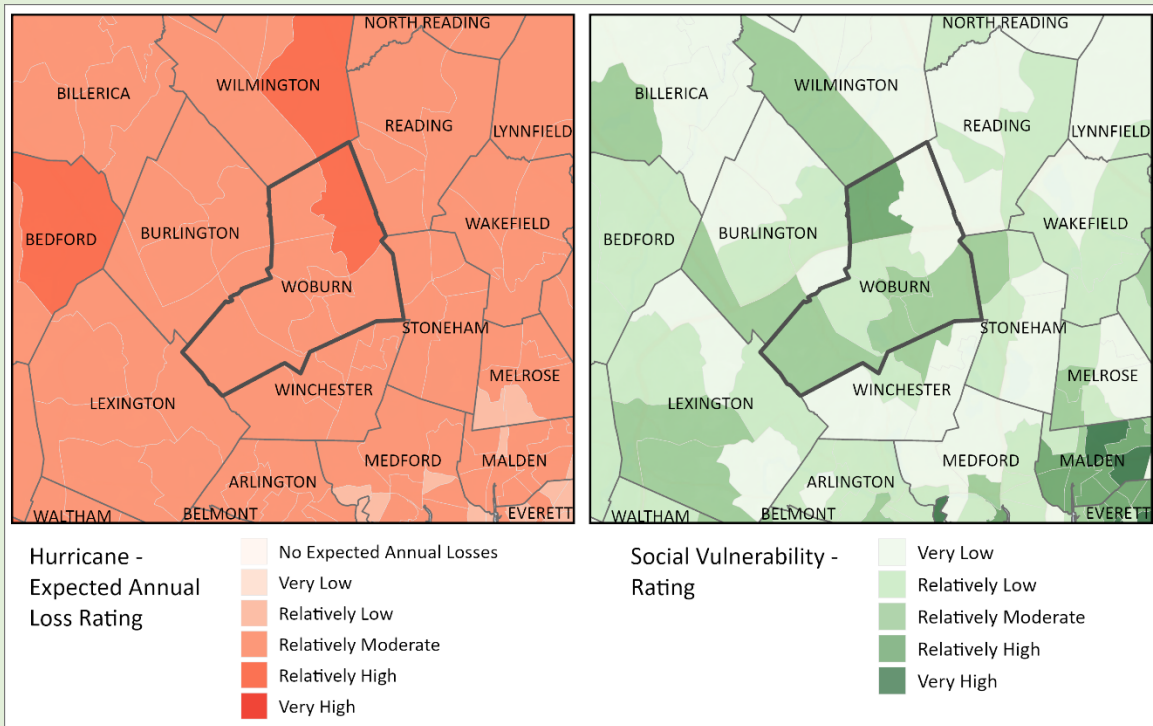 NORTH READING
WILMINGTON
BILLERICA
READING
LYNNFIELD
WAKEFIELD
BEDFORD
BURLINGTON
WOBURN
STONEHAM
MELROSE
WINCHESTER
LEXINGTON
MEDFORD
MALDEN
ARLINGTON
WALTHAM
BELMONT
EVERETT
NORTH READING
WILMINGTON
BILLERICA
READING
LYNNFIELD
WAKEFIELD
BEDFORD
BURLINGTON
WOBURN
STONEHAM
MELROSE
WINCHESTER
LEXINGTON
MEDFORD
MALDEN
ARLINGTON
WALTHAM
BELMONT
EVERETT
Hurricane -
Expected Annual
Loss Rating
No Expected Annual Losses
Very Low
Relatively Low
Relatively Moderate
Relatively High
Very High
Social Vulnerability -
Rating
Very Low
Relatively Low
Relatively Moderate
Relatively High
Very High